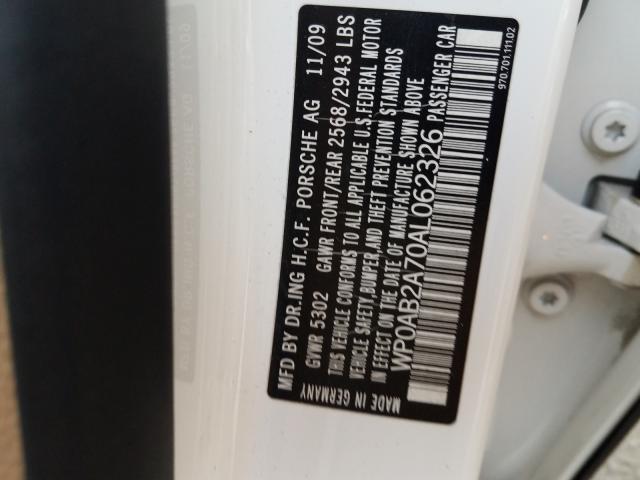 MFD BY DR.ING H.C.F. PORSCHE AG 11/09
GVWR 5302 GAWR FRONT/REAR 2568/2943 LBS
THIS VEHICLE CONFORMS TO ALL APPLICABLE U.S.FEDERAL MOTOR
VEHICLE SAFETY,BUMPER,AND THEFT PREVENTION STANDARDS
IN EFFECT ON THE DATE OF MANUFACTURE SHOWN ABOVE
WP0AB2A70AL062326 PASSENGER CAR
MADE IN GERMANY
970.701.111.02